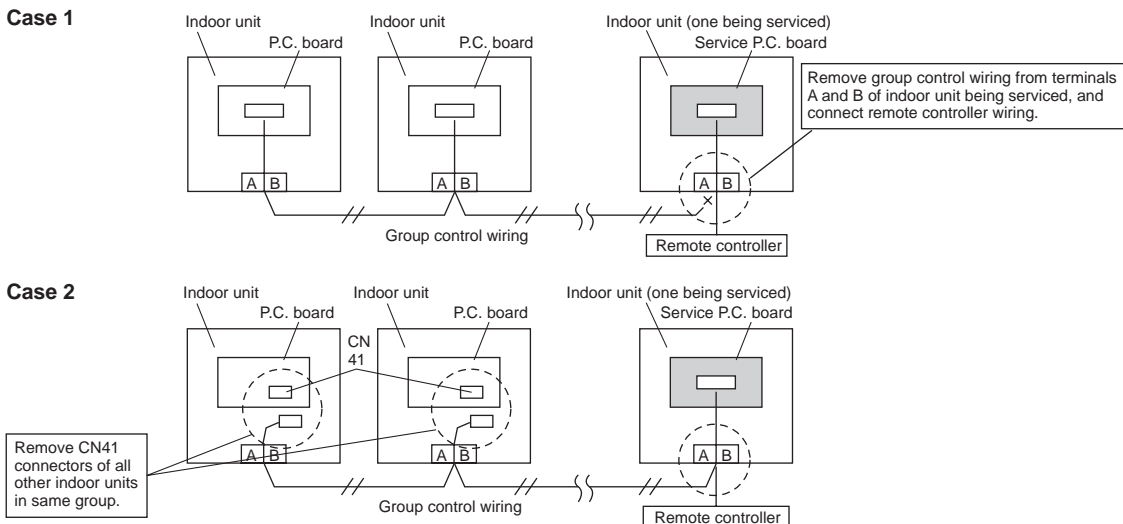 Case 1
Indoor unit
P.C. board
Indoor unit
P.C. board
Indoor unit (one being serviced)
Service P.C. board
Remove group control wiring from terminals
A and B of indoor unit being serviced, and
connect remote controller wiring.
A B
A B
A B
Group control wiring
Remote controller
Case 2
Indoor unit
P.C. board
Indoor unit
P.C. board
Indoor unit (one being serviced)
Service P.C. board
CN
41
Remove CN41
connectors of all
other indoor units
in same group.
A B
A B
A B
Group control wiring
Remote controller